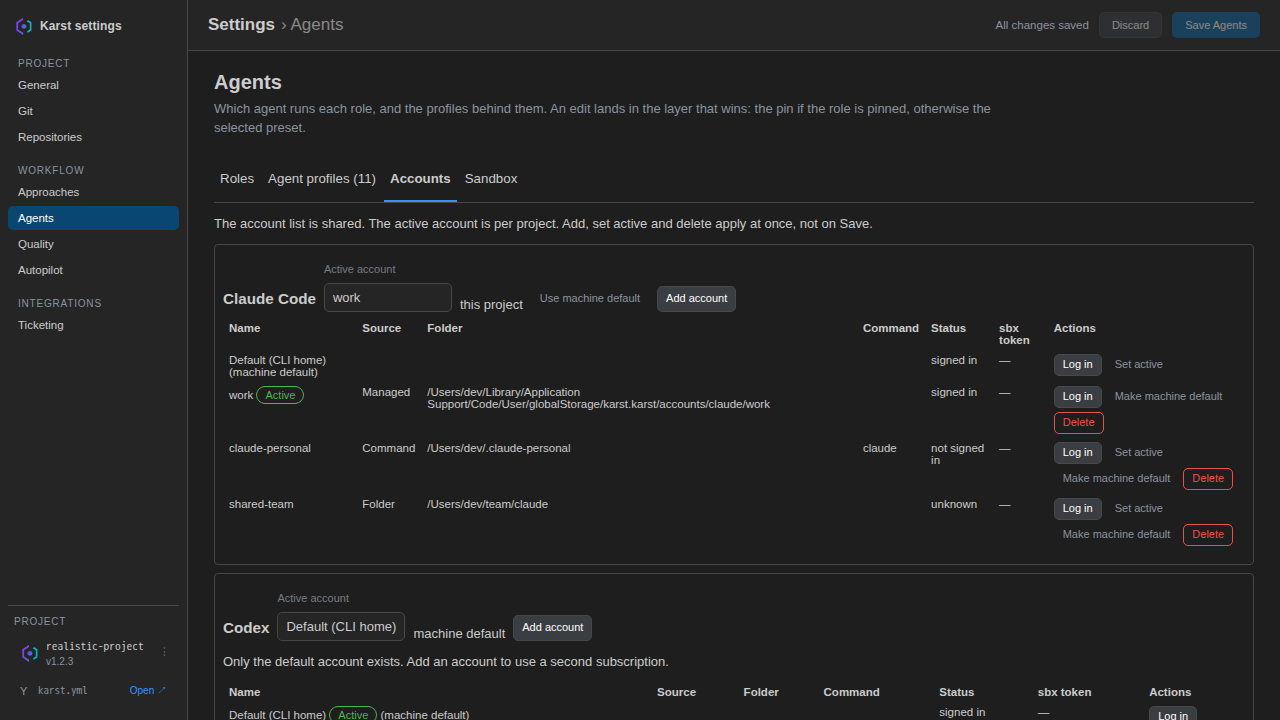 Karst settings
PROJECT
General
Git
Repositories
WORKFLOW
Approaches
Agents
Quality
Autopilot
INTEGRATIONS
Ticketing
PROJECT
realistic-project
v1.2.3
karst.yml
Open ↗
Settings › Agents
All changes saved
Discard
Save Agents
Agents
Which agent runs each role, and the profiles behind them. An edit lands in the layer that wins: the pin if the role is pinned, otherwise the
selected preset.
Roles Agent profiles (11) Accounts Sandbox
The account list is shared. The active account is per project. Add, set active and delete apply at once, not on Save.
Active account
Claude Code work this project Use machine default Add account
Name Source Folder Command Status sbx token Actions
Default (CLI home) (machine default) signed in — Log in Set active
work Active Managed /Users/dev/Library/Application Support/Code/User/globalStorage/karst.karst/accounts/claude/work signed in — Log in Make machine default
Delete
claude-personal Command /Users/dev/.claude-personal claude not signed in — Log in Set active
Make machine default Delete
shared-team Folder /Users/dev/team/claude unknown Log in Set active
Make machine default Delete
Active account
Codex Default (CLI home) machine default Add account
Only the default account exists. Add an account to use a second subscription.
Name Source Folder Command Status sbx token Actions
Default (CLI home) Active (machine default) signed in — Log in